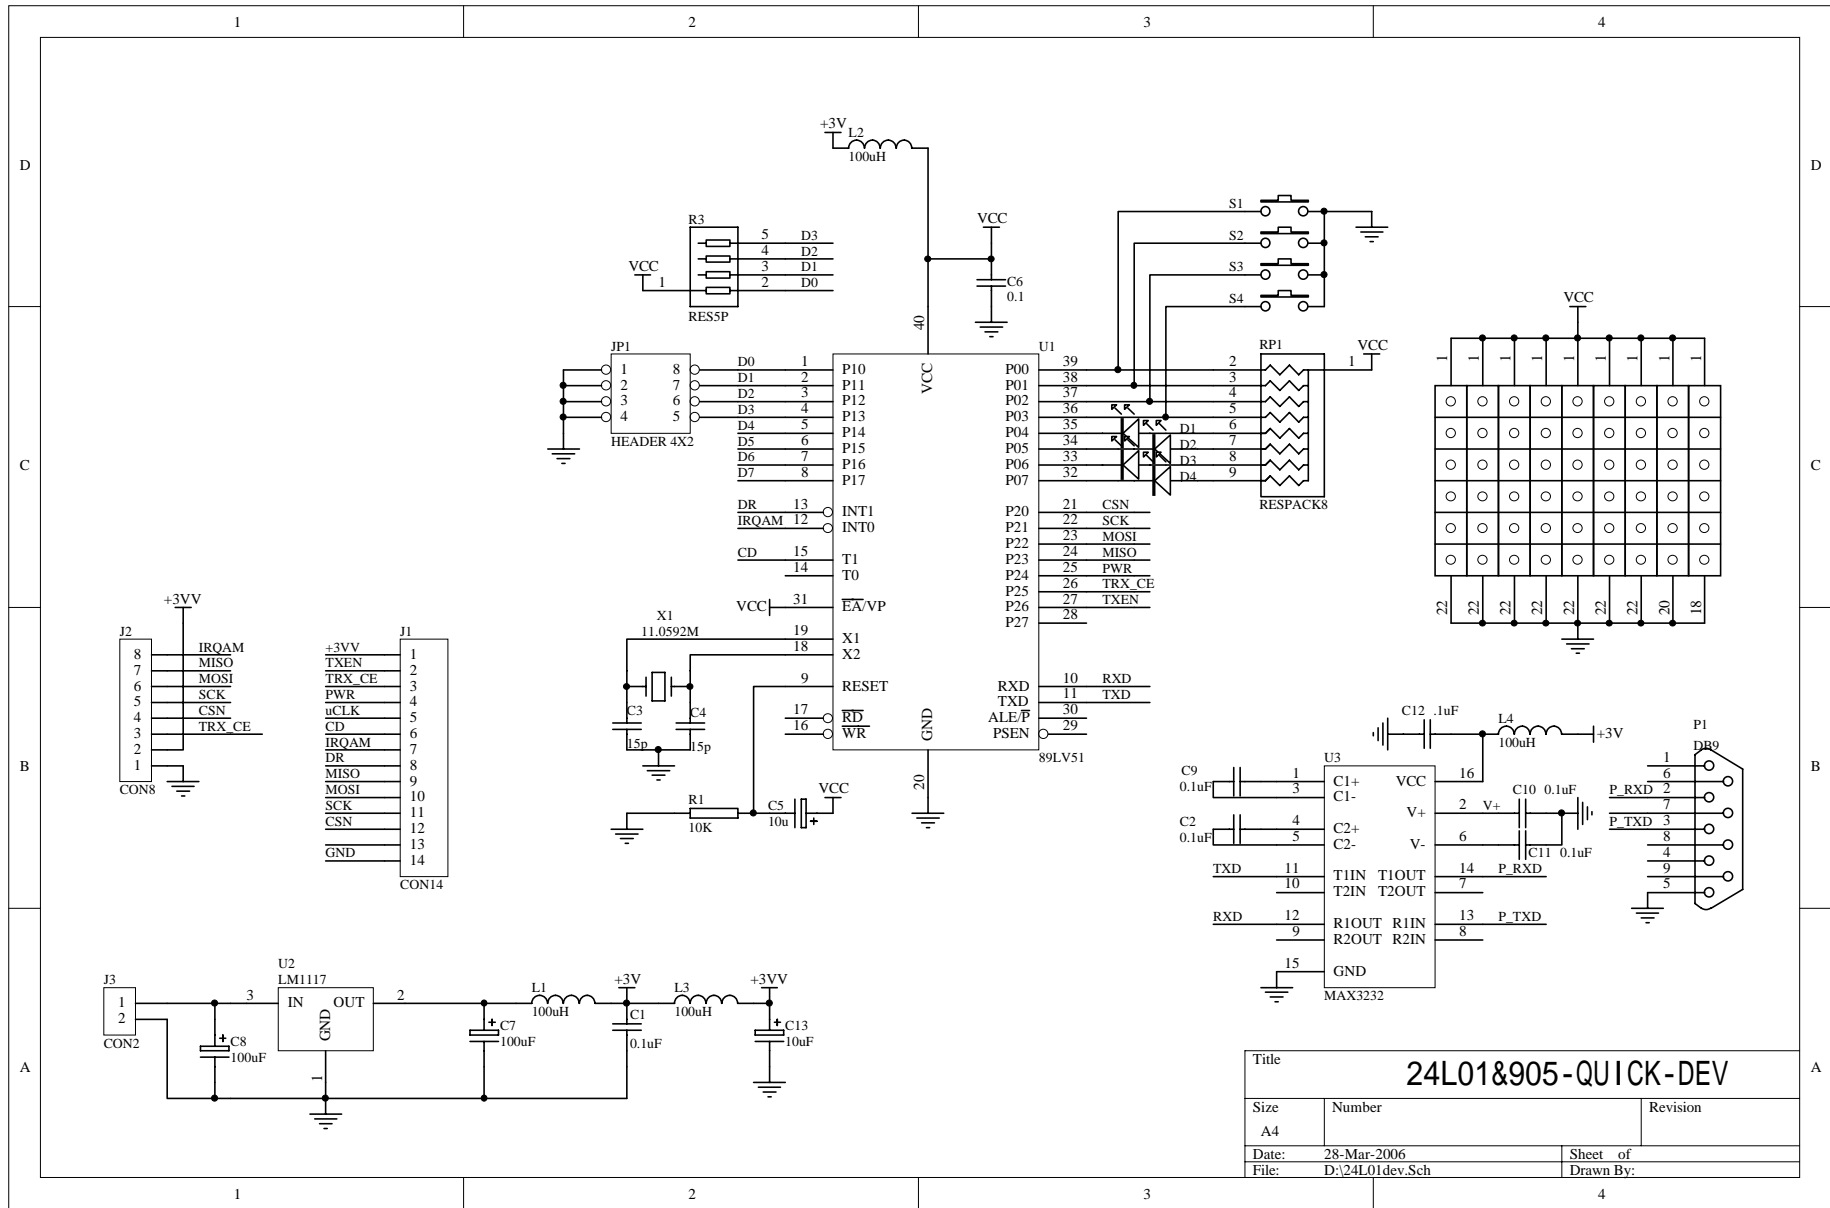 1 2 3 4
D D
C C
B B
A A
+3V
L2
100uH
VCC
C6
0.1
40
R3
5 D3
4 D2
3 D1
2 D0
VCC
1
RES5P
JP1
1 8
2 7
3 6
4 5
HEADER 4X2
D0 1 P10
D1 2 P11
D2 3 P12
D3 4 P13
D4 5 P14
D5 6 P15
D6 7 P16
D7 8 P17
DR 13 INT1
IRQAM 12 INT0
CD 15 T1
14 T0
VCC 31 EA/VP
19 X1
18 X2
9 RESET
17 RD
16 WR
VCC
GND
20
U1
P00 39
P01 38
P02 37
P03 36
P04 35
P05 34
P06 33
P07 32
P20 21 CSN
P21 22 SCK
P22 23 MOSI
P23 24 MISO
P24 25 PWR
P25 26 TRX_CE
P26 27 TXEN
P27 28
RXD 10 RXD
TXD 11 TXD
ALE/P 30
PSEN 29
89LV51
S1
S2
S3
S4
D1
D2
D3
D4
RP1
2
3
4
5
6
7
8
9
1
VCC
RESPACK8
VCC
1 1 1 1 1 1 1 1 1
22 22 22 22 22 22 22 20 18
X1
11.0592M
C3
15p
C4
15p
R1
10K
C5
10u
+
VCC
+3VV
J2
8 IRQAM
7 MISO
6 MOSI
5 SCK
4 CSN
3 TRX_CE
2
1
CON8
J1
+3VV 1
TXEN 2
TRX_CE 3
PWR 4
uCLK 5
CD 6
IRQAM 7
DR 8
MISO 9
MOSI 10
SCK 11
CSN 12
13
GND 14
CON14
C12 .1uF
L4
100uH
+3V
U3
C9
0.1uF
1 C1+
3 C1-
C2
0.1uF
4 C2+
5 C2-
TXD 11 T1IN
10 T2IN
RXD 12 R1OUT
9 R2OUT
15 GND
VCC 16
V+ 2 V+
C10 0.1uF
V- 6
C11 0.1uF
T1OUT 14 P_RXD
T2OUT 7
R1IN 13 P_TXD
R2IN 8
MAX3232
P1
DB9
1
6
P_RXD 2
7
P_TXD 3
8
4
9
5
J3
1
2
CON2
+
C8
100uF
U2
LM1117
3 IN OUT 2
GND
1
+
C7
100uF
L1
100uH
+3V
C1
0.1uF
L3
100uH
+3VV
+
C13
10uF
Title
24L01&905-QUICK-DEV
Size Number Revision
A4
Date: 28-Mar-2006 Sheet of
File: D:\24L01dev.Sch Drawn By:
1 2 3 4